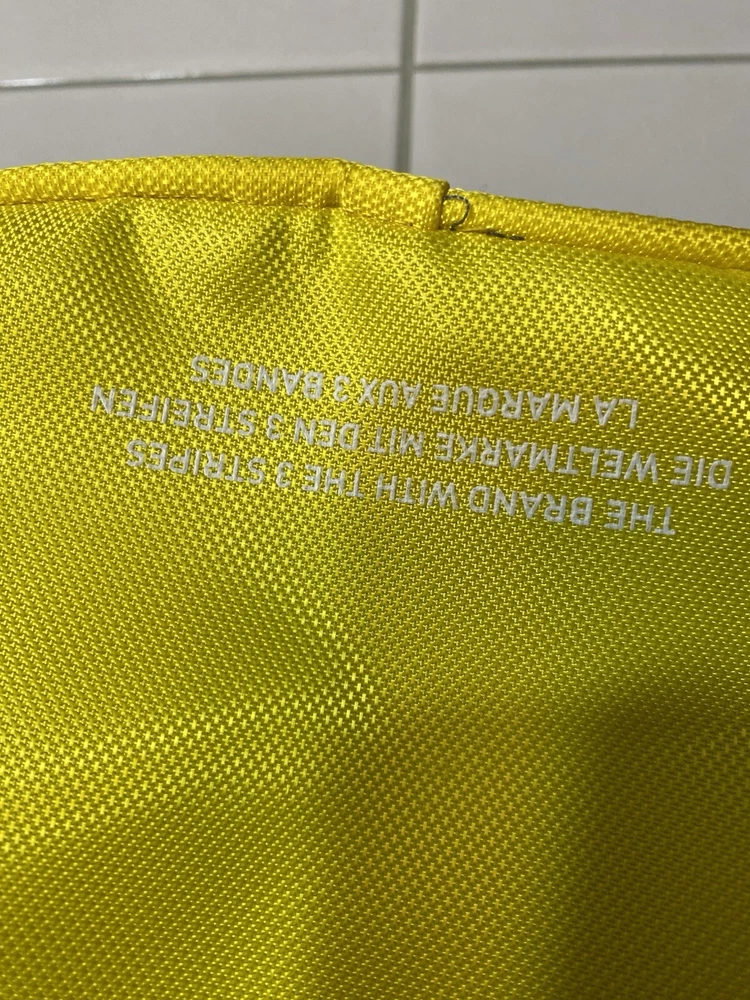 THE BRAND WITH THE 3 STRIPES
DIE WELTMARKE MIT DEN 3 STREIFEN
LA MARQUE AUX 3 BANDES